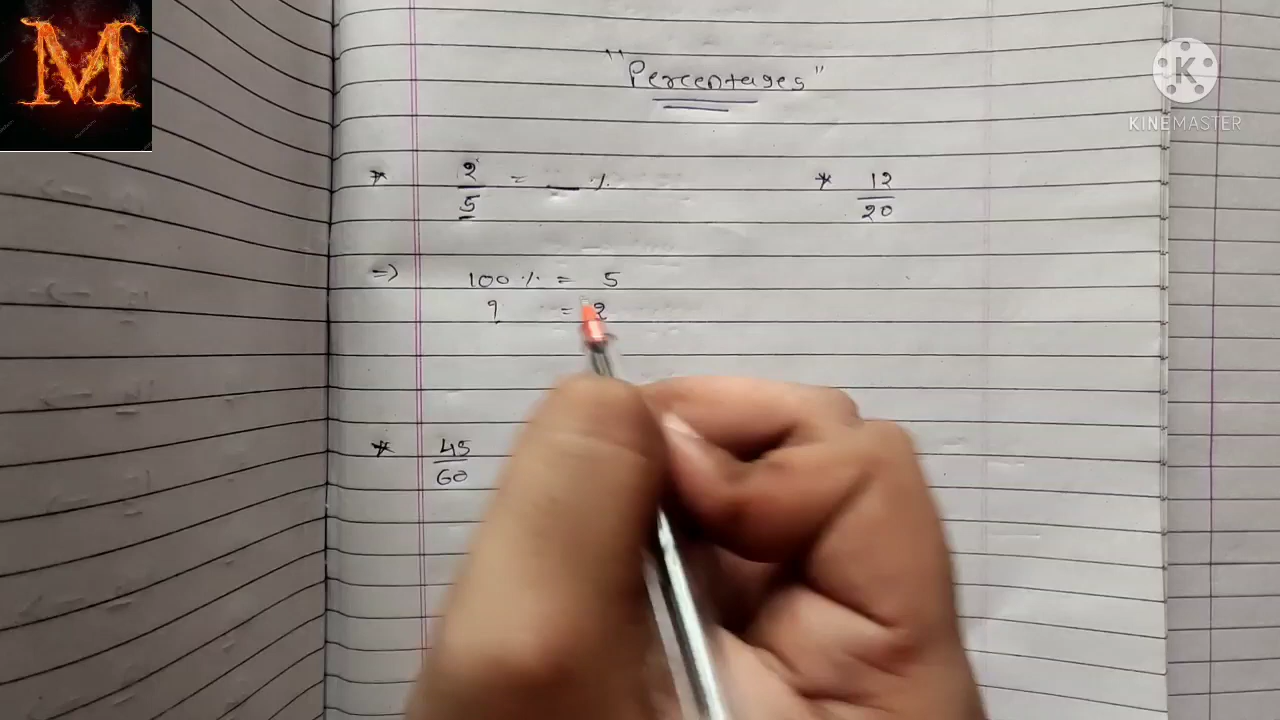 M
KINEMASTER
"Percentages"
* 2/5 = __ %
* 12/20
=> 100% = 5
? = 2
* 45/60